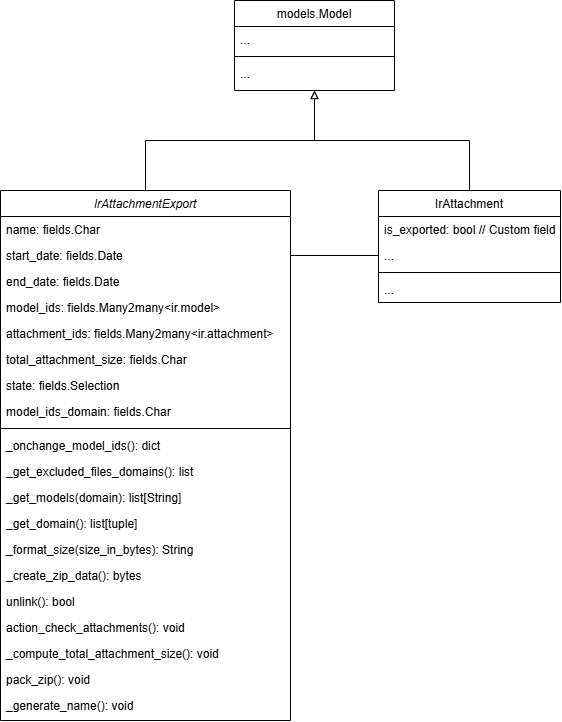 models.Model
...
...
IrAttachmentExport
name: fields.Char
start_date: fields.Date
end_date: fields.Date
model_ids: fields.Many2many<ir.model>
attachment_ids: fields.Many2many<ir.attachment>
total_attachment_size: fields.Char
state: fields.Selection
model_ids_domain: fields.Char
_onchange_model_ids(): dict
_get_excluded_files_domains(): list
_get_models(domain): list[String]
_get_domain(): list[tuple]
_format_size(size_in_bytes): String
_create_zip_data(): bytes
unlink(): bool
action_check_attachments(): void
_compute_total_attachment_size(): void
pack_zip(): void
_generate_name(): void
IrAttachment
is_exported: bool // Custom field
...
...